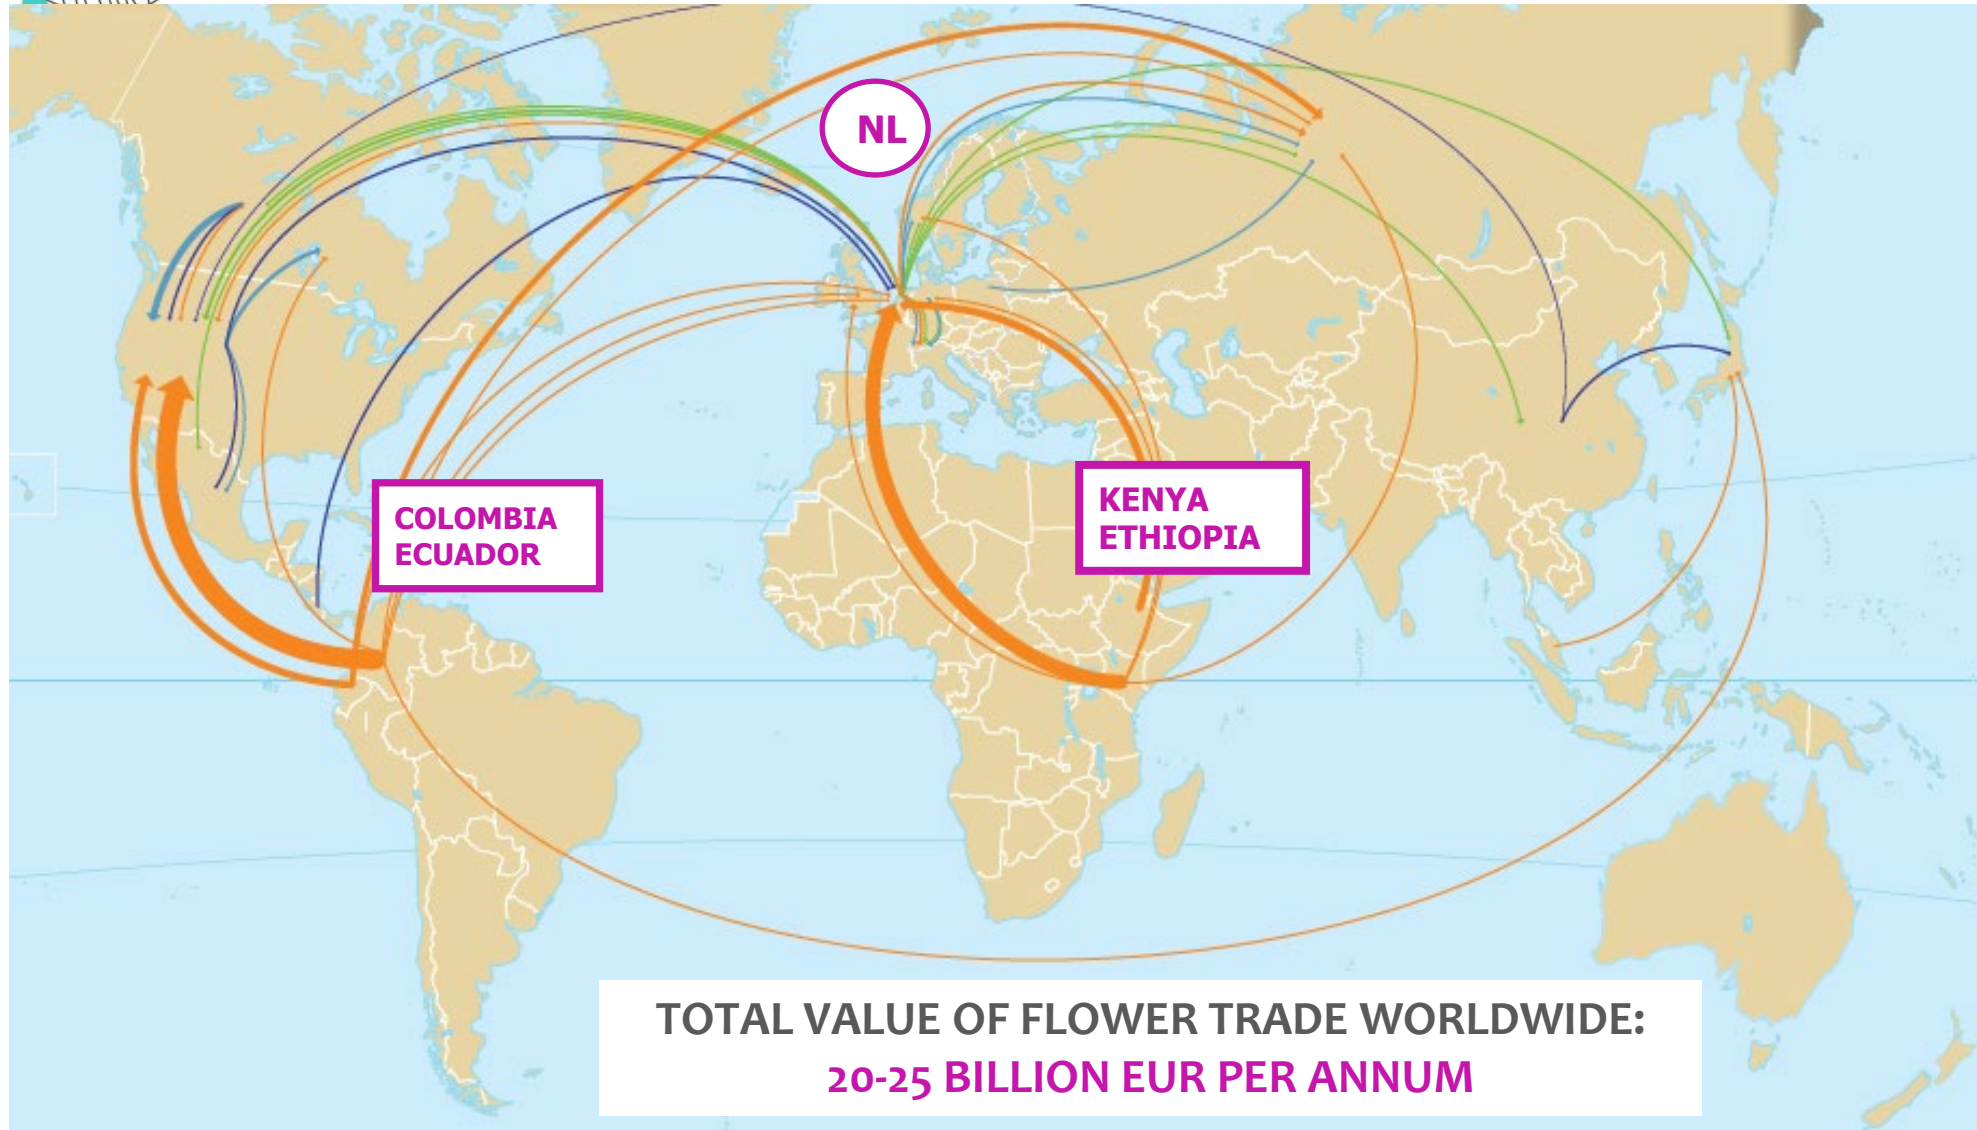 NL
COLOMBIA
ECUADOR
KENYA
ETHIOPIA
TOTAL VALUE OF FLOWER TRADE WORLDWIDE:
20-25 BILLION EUR PER ANNUM